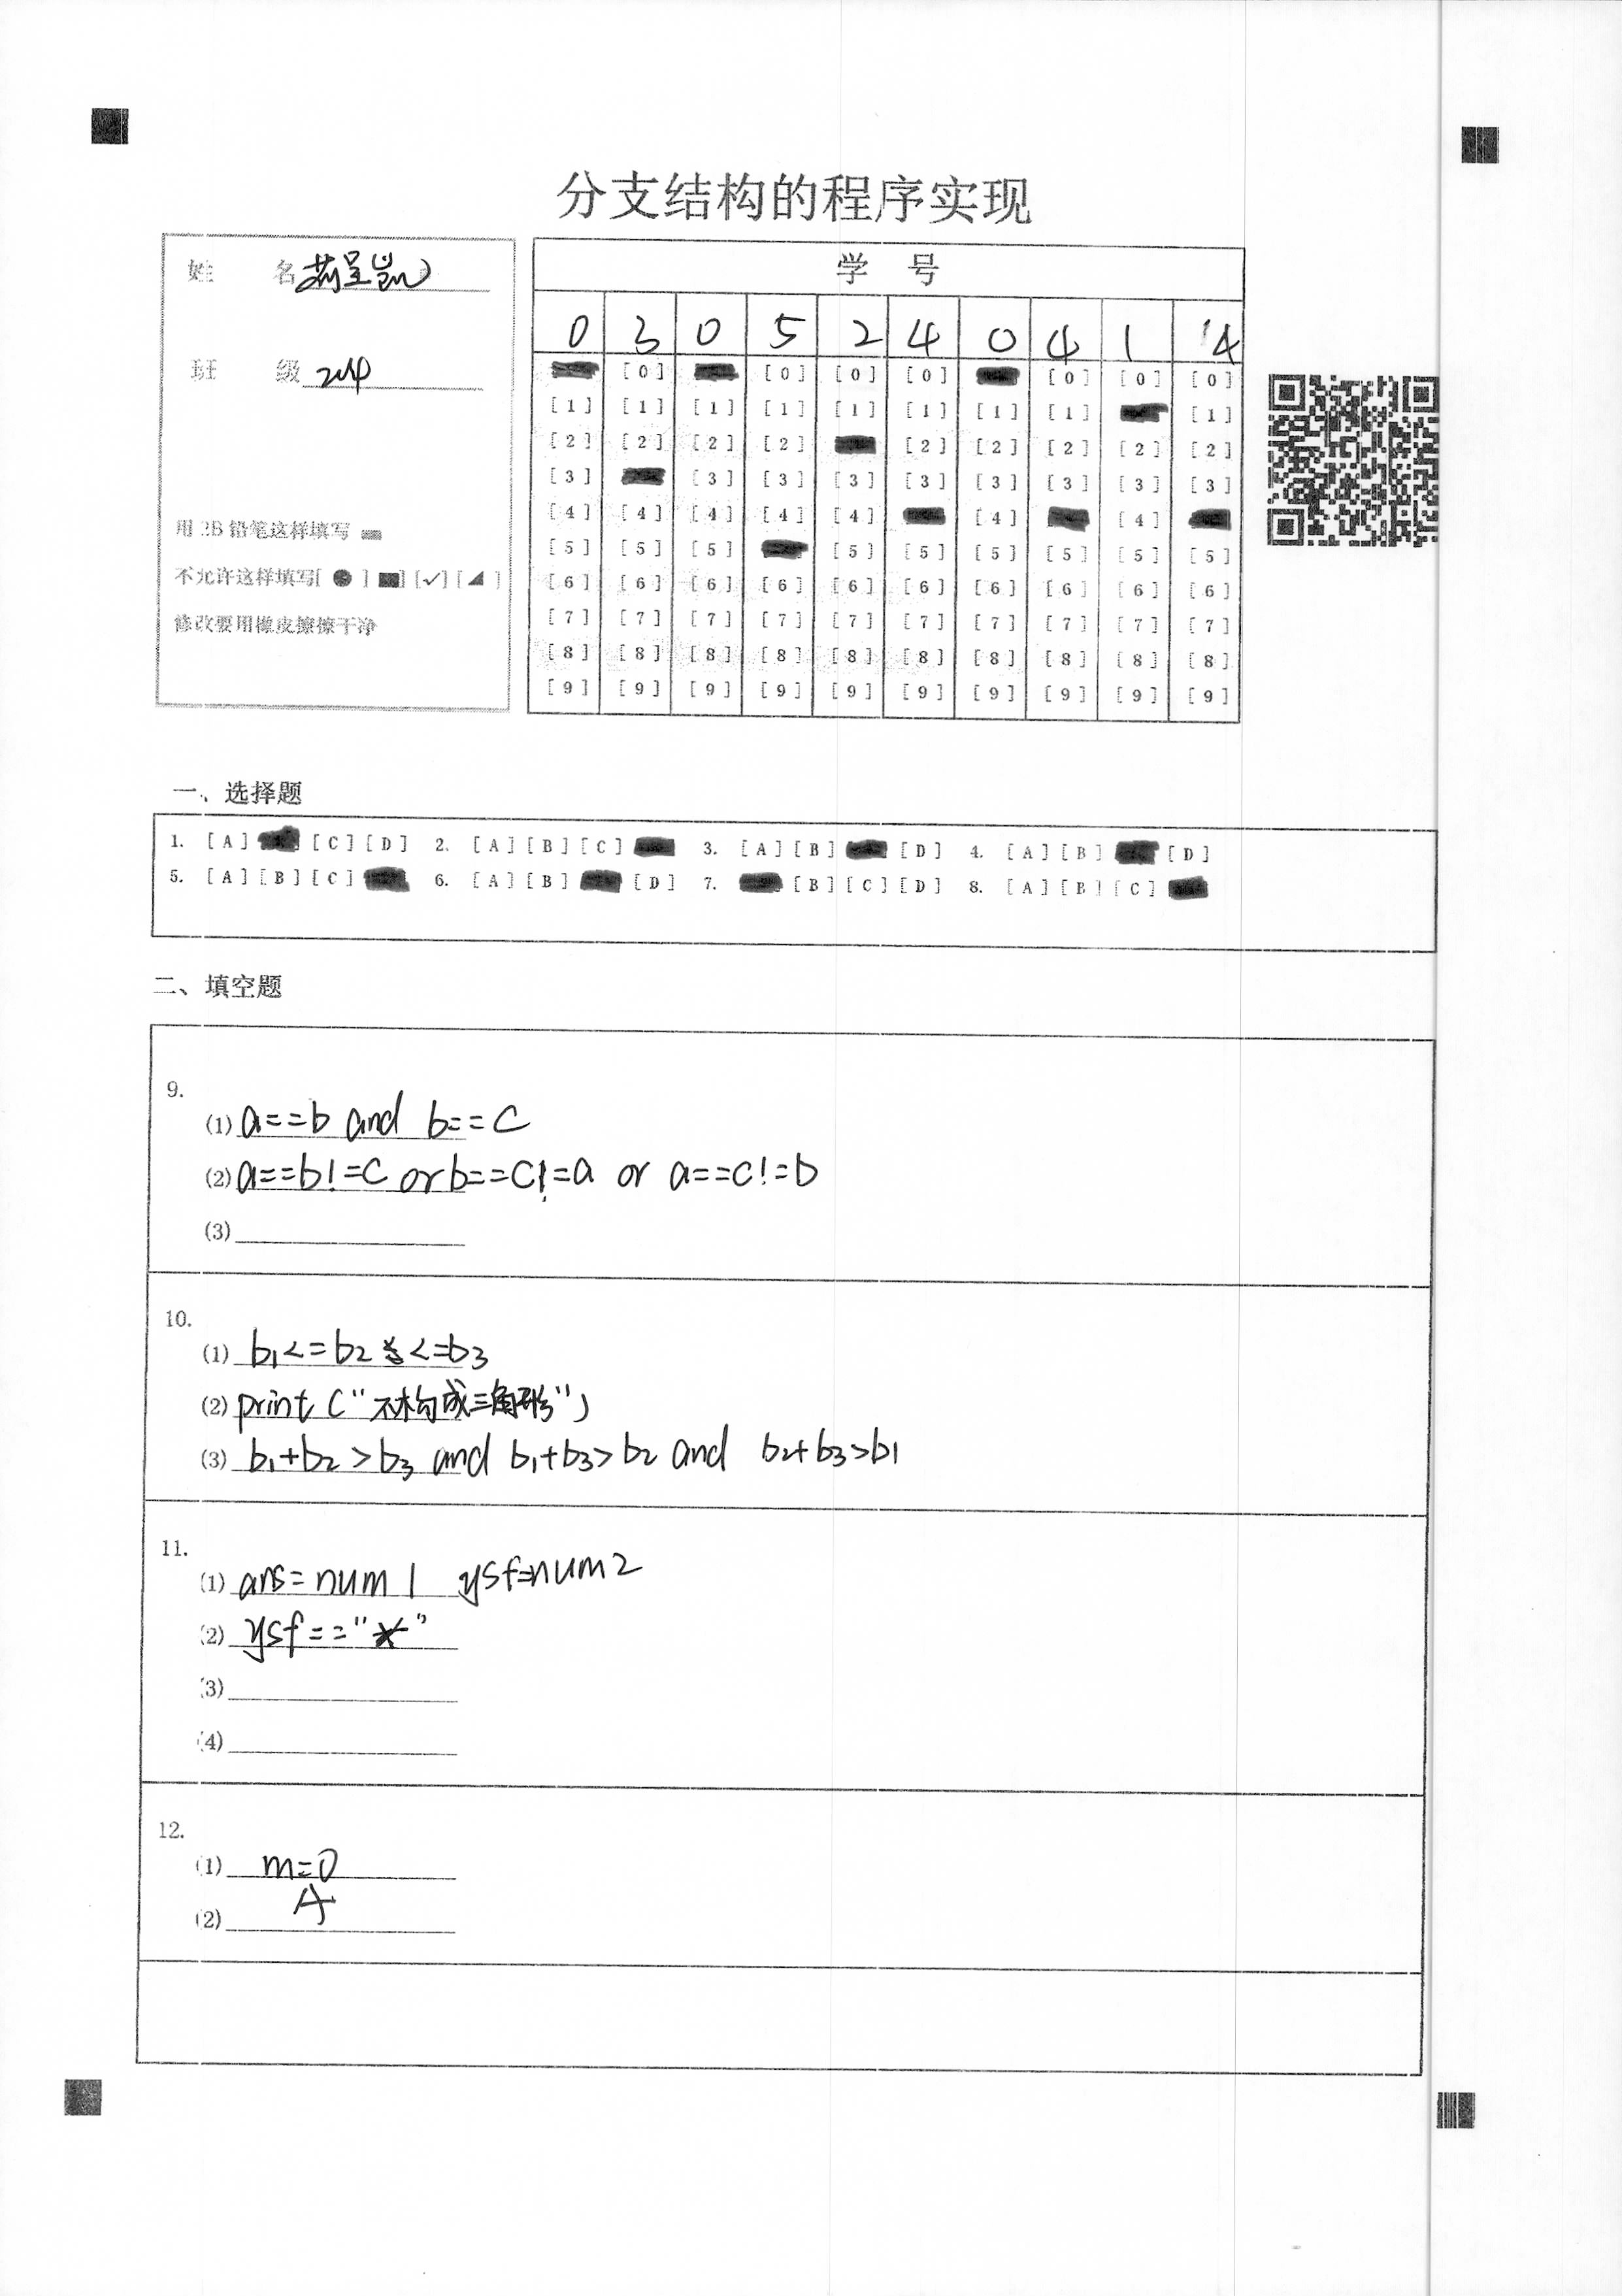 分支结构的程序实现
姓 名
班 级 204
用 2B 铅笔这样填写
不允许这样填写[ ● ] [■] [✓] [◢ ]
修改要用橡皮擦擦干净
学 号
0 3 0 5 2 4 0 4 1 4
[0] [0] [0] [0] [0] [0] [0]
[1] [1] [1] [1] [1] [1] [1] [1] [1]
[2] [2] [2] [2] [2] [2] [2] [2] [2]
[3] [3] [3] [3] [3] [3] [3] [3] [3]
[4] [4] [4] [4] [4] [4] [4]
[5] [5] [5] [5] [5] [5] [5] [5] [5]
[6] [6] [6] [6] [6] [6] [6] [6] [6] [6]
[7] [7] [7] [7] [7] [7] [7] [7] [7] [7]
[8] [8] [8] [8] [8] [8] [8] [8] [8] [8]
[9] [9] [9] [9] [9] [9] [9] [9] [9] [9]
一、选择题
1. [A] [C] [D] 2. [A] [B] [C] 3. [A] [B] [D] 4. [A] [B] [D]
5. [A] [B] [C] 6. [A] [B] [D] 7. [B] [C] [D] 8. [A] [B] [C]
二、填空题
9.
(1) a==b and b==c
(2) a==b!=c or b==c!=a or a==c!=b
(3)
10.
(1) b1<=b2<=b3
(2) print("不构成三角形")
(3) b1+b2>b3 and b1+b3>b2 and b2+b3>b1
11.
(1) ans=num1 ysf=num2
(2) ysf=="*"
(3)
(4)
12.
(1) m=0
(2) A